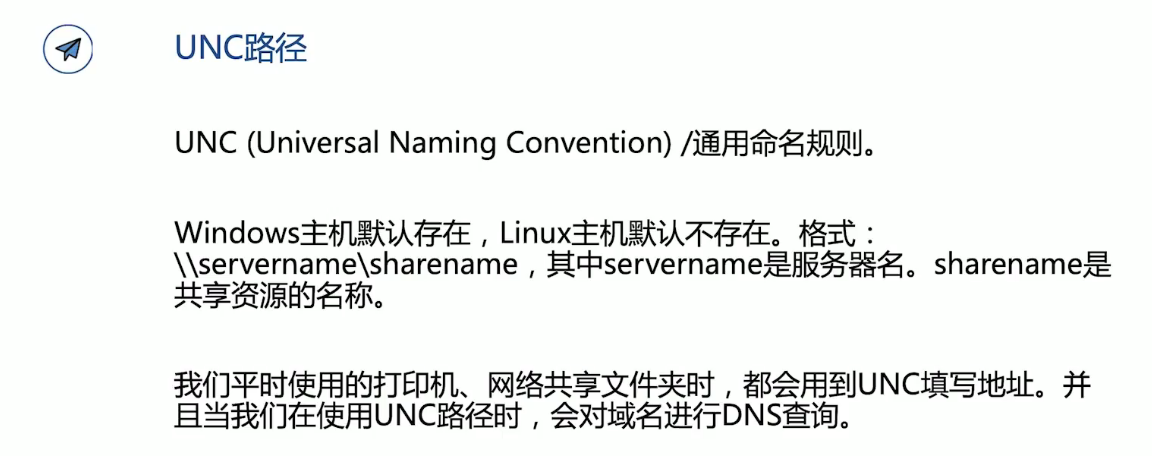 UNC路径
UNC (Universal Naming Convention) /通用命名规则。
Windows主机默认存在，Linux主机默认不存在。格式：
\\servername\sharename，其中servername是服务器名。sharename是
共享资源的名称。
我们平时使用的打印机、网络共享文件夹时，都会用到UNC填写地址。并
且当我们在使用UNC路径时，会对域名进行DNS查询。